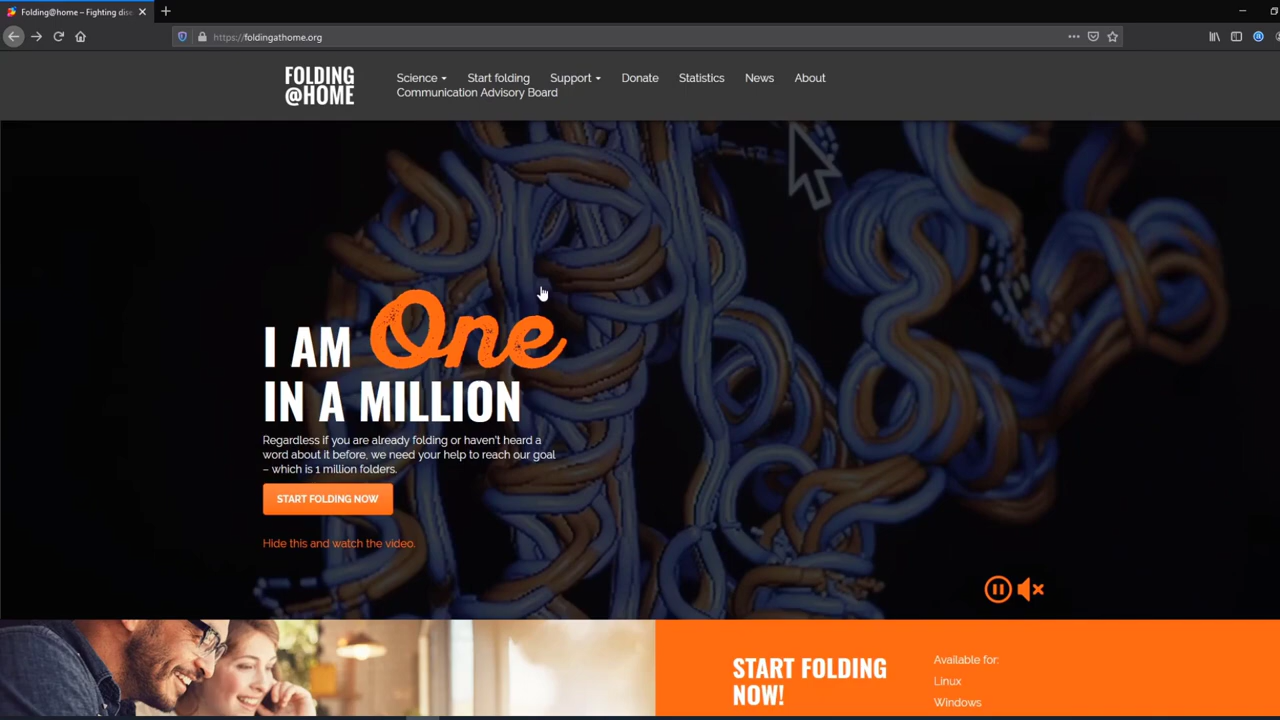 Folding@home – Fighting dise
https://foldingathome.org
FOLDING
@HOME
Science Start folding Support Donate Statistics News About
Communication Advisory Board
I AM One
IN A MILLION
Regardless if you are already folding or haven't heard a
word about it before, we need your help to reach our goal
– which is 1 million folders.
START FOLDING NOW
Hide this and watch the video.
START FOLDING
NOW!
Available for:
Linux
Windows